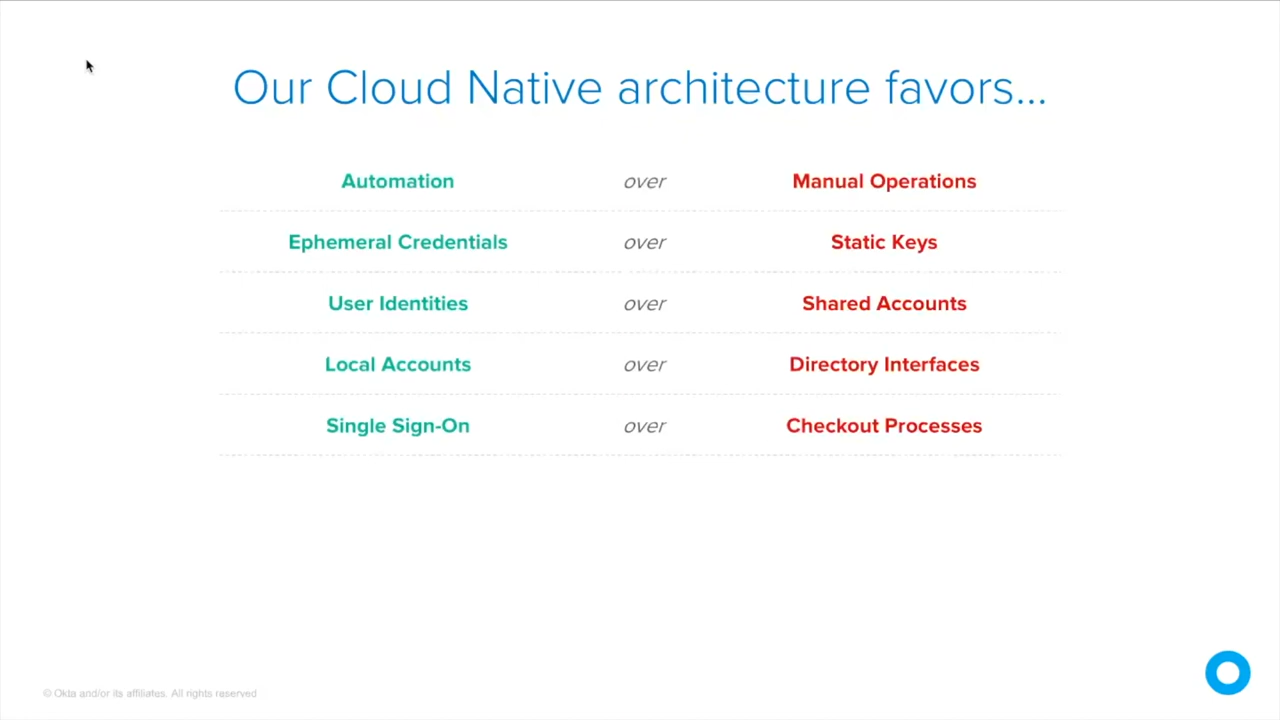 Our Cloud Native architecture favors...
Automation over Manual Operations
Ephemeral Credentials over Static Keys
User Identities over Shared Accounts
Local Accounts over Directory Interfaces
Single Sign-On over Checkout Processes
© Okta and/or its affiliates. All rights reserved